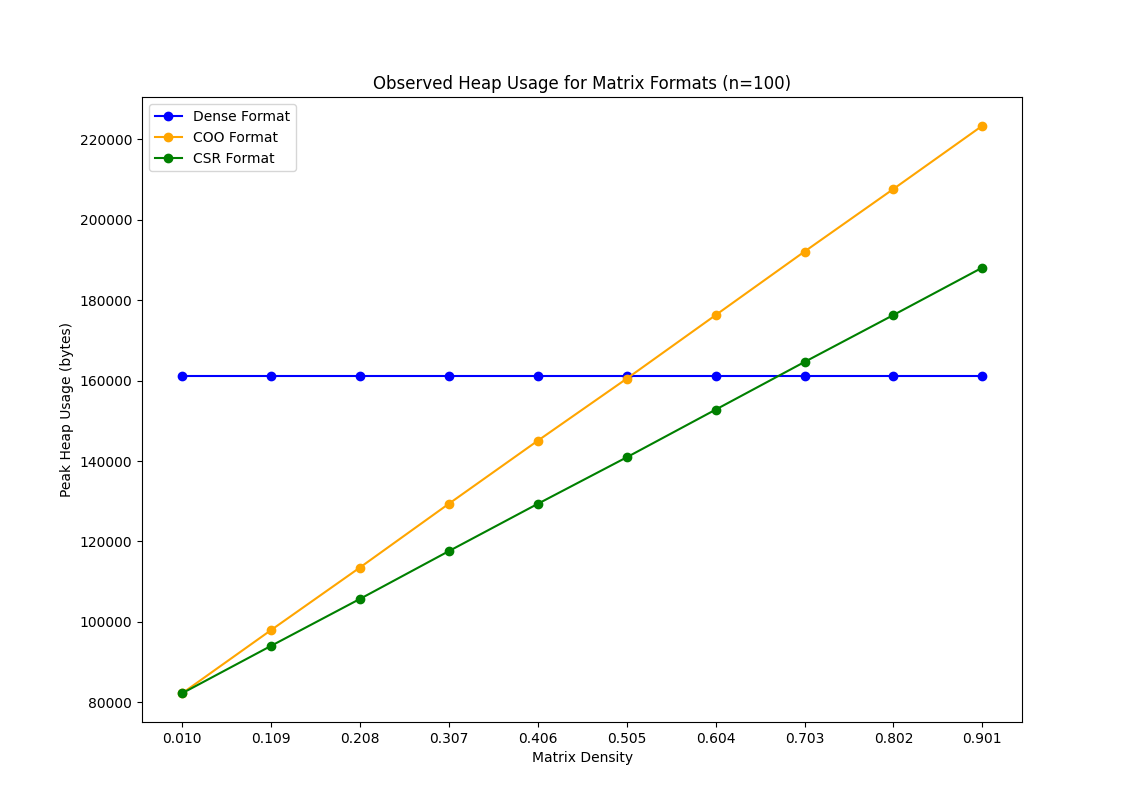 Observed Heap Usage for Matrix Formats (n=100)
Dense Format
COO Format
CSR Format
220000
200000
180000
160000
140000
120000
100000
80000
Peak Heap Usage (bytes)
0.010 0.109 0.208 0.307 0.406 0.505 0.604 0.703 0.802 0.901
Matrix Density